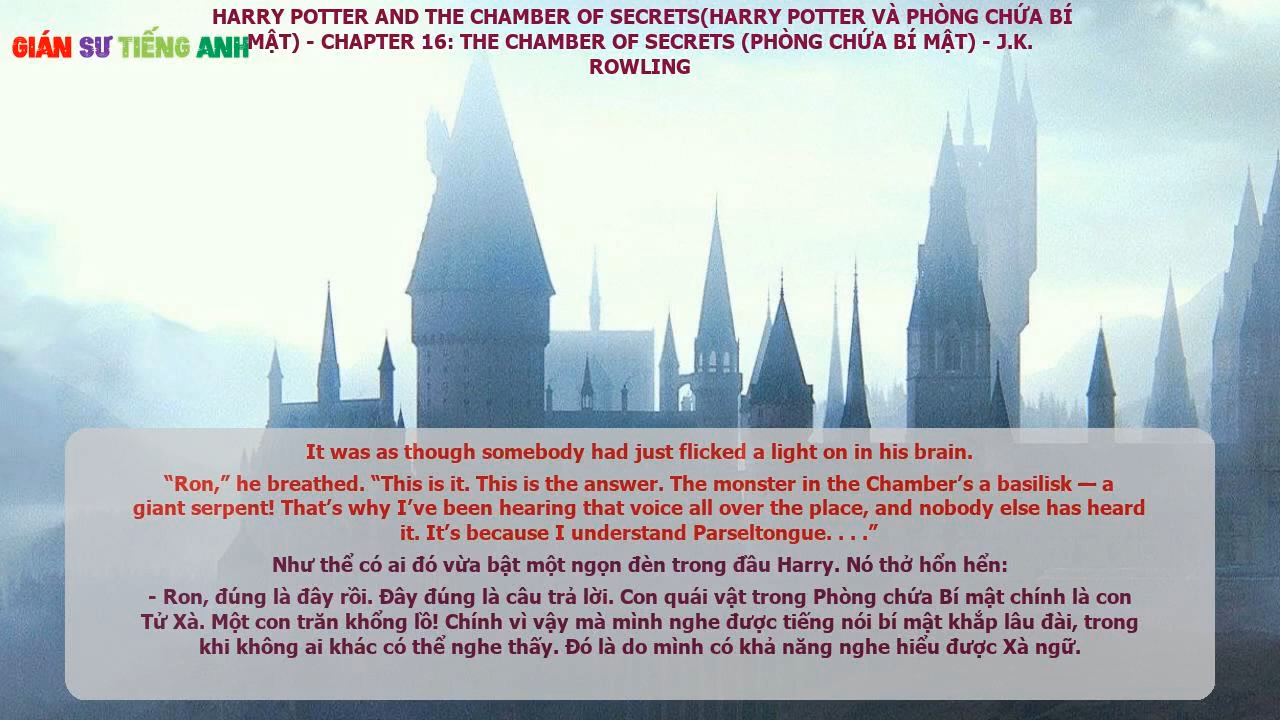 HARRY POTTER AND THE CHAMBER OF SECRETS(HARRY POTTER VÀ PHÒNG CHỨA BÍ
MẬT) - CHAPTER 16: THE CHAMBER OF SECRETS (PHÒNG CHỨA BÍ MẬT) - J.K.
ROWLING
GIÁN SỰ TIẾNG ANH
It was as though somebody had just flicked a light on in his brain.
“Ron,” he breathed. “This is it. This is the answer. The monster in the Chamber’s a basilisk — a
giant serpent! That’s why I’ve been hearing that voice all over the place, and nobody else has heard
it. It’s because I understand Parseltongue. . . .”
Như thể có ai đó vừa bật một ngọn đèn trong đầu Harry. Nó thở hổn hển:
- Ron, đúng là đây rồi. Đây đúng là câu trả lời. Con quái vật trong Phòng chứa Bí mật chính là con
Tử Xà. Một con trăn khổng lồ! Chính vì vậy mà mình nghe được tiếng nói bí mật khắp lâu đài, trong
khi không ai khác có thể nghe thấy. Đó là do mình có khả năng nghe hiểu được Xà ngữ.